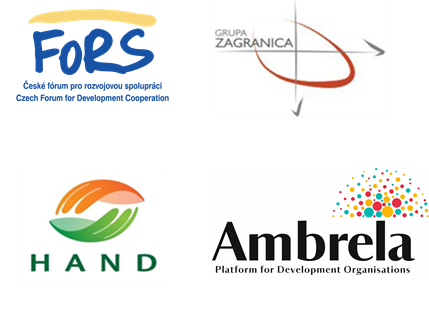 FoRS
České fórum pro rozvojovou spolupráci
Czech Forum for Development Cooperation
GRUPA
ZAGRANICA
HAND
Ambrela
Platform for Development Organisations